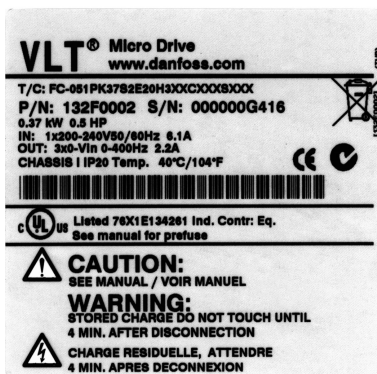 VLT® Micro Drive
www.danfoss.com
T/C: FC-051PK37S2E20H3XXCXXXSXXX
P/N: 132F0002 S/N: 000000G416
0.37 kW 0.5 HP
IN: 1x200-240V50/60Hz 6.1A
OUT: 3x0-Vin 0-400Hz 2.2A
CHASSIS I IP20 Temp. 40°C/104°F
CE
c UL us Listed 76X1E134261 Ind. Contr: Eq.
See manual for prefuse
CAUTION:
SEE MANUAL / VOIR MANUEL
WARNING:
STORED CHARGE DO NOT TOUCH UNTIL
4 MIN. AFTER DISCONNECTION
CHARGE RESIDUELLE, ATTENDRE
4 MIN. APRES DECONNEXION